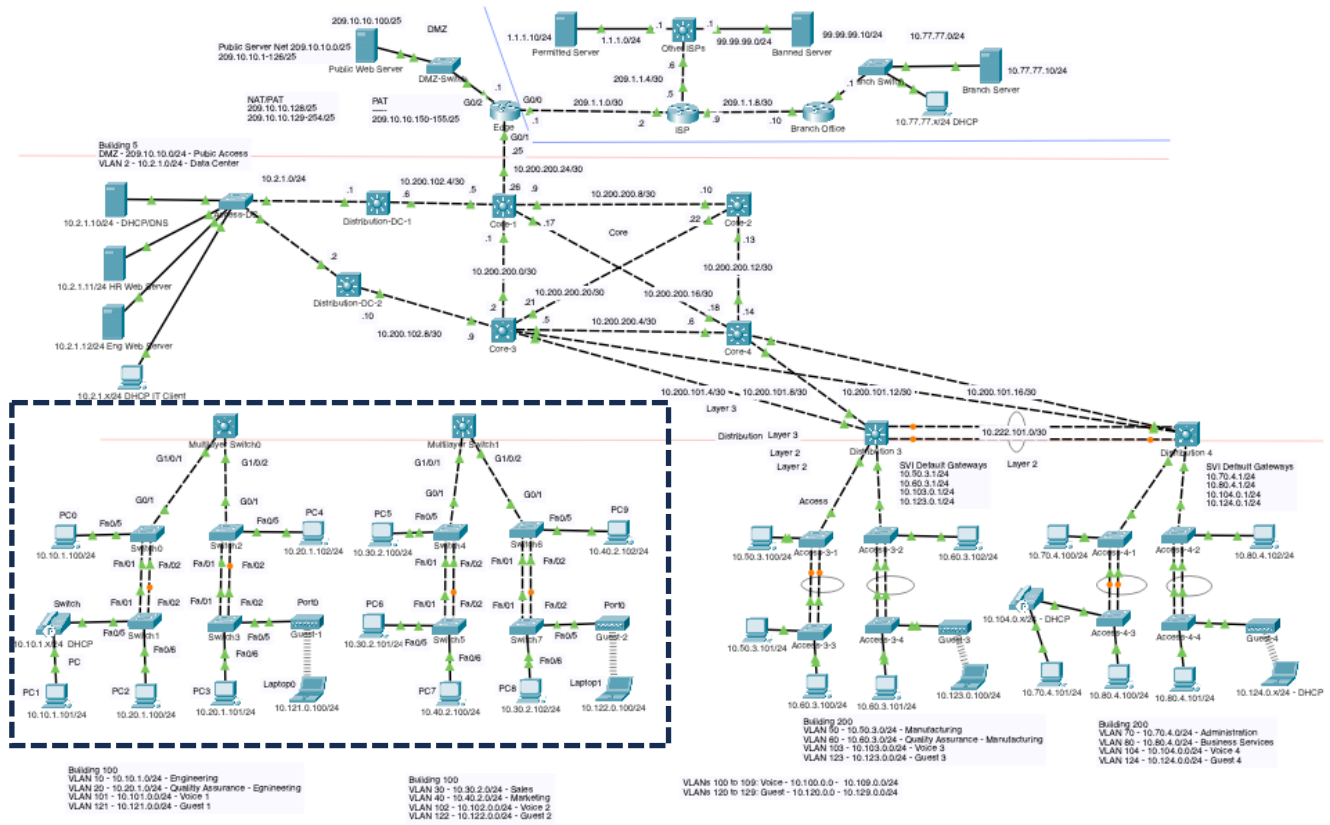 209.10.10.100/25
DMZ
Public Server Net 209.10.10.0/25
209.10.10.1-126/25
Public Web Server
DMZ-Switch
.1
G0/2
G0/0
.1
Edge
G0/1
.25
NAT/PAT
209.10.10.128/25
209.10.10.129-254/25
PAT
-----
209.10.10.150-155/25
1.1.1.10/24
Permitted Server
1.1.1.0/24
.1
Other ISPs
.1
99.99.99.0/24
99.99.99.10/24
Banned Server
.6
209.1.1.4/30
.5
209.1.1.0/30
.2
ISP
.9
209.1.1.8/30
.10
Branch Office
.1
nch Switch
10.77.77.0/24
10.77.77.10/24
Branch Server
10.77.77.x/24 DHCP
Building 5
DMZ - 209.10.10.0/24 - Pubic Access
VLAN 2 - 10.2.1.0/24 - Data Center
10.2.1.0/24
.1
10.200.102.4/30
.6
.5
10.200.200.24/30
.26
.9
10.200.200.8/30
.10
10.2.1.10/24 - DHCP/DNS
Access-DC
Distribution-DC-1
Core-1
.17
.22
Core-2
.1
Core
.13
10.2.1.11/24 HR Web Server
.2
10.200.200.0/30
10.200.200.12/30
Distribution-DC-2
.10
.2
.21
10.200.200.20/30
10.200.200.16/30
.18
.14
10.2.1.12/24 Eng Web Server
10.200.102.8/30
.9
.5
10.200.200.4/30
.6
Core-3
Core-4
10.2.1.x/24 DHCP IT Client
10.200.101.4/30
10.200.101.8/30
10.200.101.12/30
10.200.101.16/30
Layer 3
Distribution
Layer 3
Layer 2
Layer 2
Distribution 3
10.222.101.0/30
Layer 2
Distribution 4
Multilayer Switch0
G1/0/1
G1/0/2
G0/1
G0/1
PC0
Fa0/5
10.10.1.100/24
Switch0
Switch2
Fa0/5
PC4
10.20.1.102/24
Fa/01
Fa/02
Fa/01
Fa/02
Fa/01
Fa/02
Fa/01
Fa/02
Switch
10.10.1.x/24 DHCP
Fa0/5
Switch1
Switch3
Fa0/5
Port0
Guest-1
PC
Fa0/6
Fa0/6
PC1
10.10.1.101/24
PC2
10.20.1.100/24
PC3
10.20.1.101/24
Laptop0
10.121.0.100/24
Multilayer Switch1
G1/0/1
G1/0/2
G0/1
G0/1
PC5
Fa0/5
10.30.2.100/24
Switch4
Switch6
Fa0/5
PC9
10.40.2.102/24
Fa/01
Fa/02
Fa/01
Fa/02
Fa/01
Fa/02
Fa/01
Fa/02
PC6
10.30.2.101/24
Fa0/5
Switch5
Switch7
Fa0/5
Port0
Guest-2
Fa0/6
Fa0/6
PC7
10.40.2.100/24
PC8
10.30.2.102/24
Laptop1
10.122.0.100/24
SVI Default Gateways
10.50.3.1/24
10.60.3.1/24
10.103.0.1/24
10.123.0.1/24
SVI Default Gateways
10.70.4.1/24
10.80.4.1/24
10.104.0.1/24
10.124.0.1/24
Access
10.50.3.100/24
Access-3-1
Access-3-2
10.60.3.102/24
10.50.3.101/24
Access-3-3
Access-3-4
Guest-3
10.60.3.100/24
10.60.3.101/24
10.123.0.100/24
10.70.4.100/24
Access-4-1
Access-4-2
10.80.4.102/24
10.104.0.x/24 - DHCP
Access-4-3
Access-4-4
Guest-4
10.70.4.101/24
10.80.4.100/24
10.80.4.101/24
10.124.0.x/24 - DHCP
Building 100
VLAN 10 - 10.10.1.0/24 - Engineering
VLAN 20 - 10.20.1.0/24 - Qualilty Assurance - Egnineering
VLAN 101 - 10.101.0.0/24 - Voice 1
VLAN 121 - 10.121.0.0/24 - Guest 1
Building 100
VLAN 30 - 10.30.2.0/24 - Sales
VLAN 40 - 10.40.2.0/24 - Marketing
VLAN 102 - 10.102.0.0/24 - Voice 2
VLAN 122 - 10.122.0.0/24 - Guest 2
VLANs 100 to 109: Voice - 10.100.0.0 - 10.109.0.0/24
VLANs 120 to 129: Guest - 10.120.0.0 - 10.129.0.0/24
Building 200
VLAN 50 - 10.50.3.0/24 - Manufacturing
VLAN 60 - 10.60.3.0/24 - Quality Assurance - Manufacturing
VLAN 103 - 10.103.0.0/24 - Voice 3
VLAN 123 - 10.123.0.0/24 - Guest 3
Building 200
VLAN 70 - 10.70.4.0/24 - Administration
VLAN 80 - 10.80.4.0/24 - Business Services
VLAN 104 - 10.104.0.0/24 - Voice 4
VLAN 124 - 10.124.0.0/24 - Guest 4